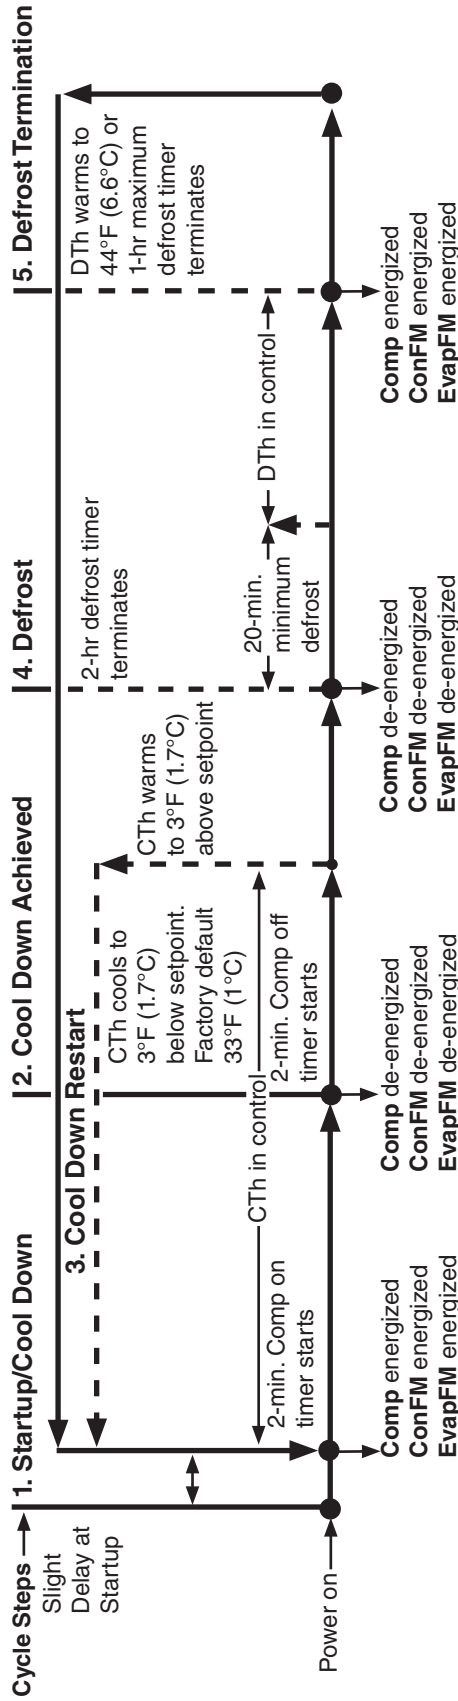 Cycle Steps
1. Startup/Cool Down
2. Cool Down Achieved
4. Defrost
5. Defrost Termination
Slight
Delay at
Startup
3. Cool Down Restart
CTh cools to
3°F (1.7°C)
below setpoint.
Factory default
33°F (1°C)
CTh warms
to 3°F (1.7°C)
above setpoint
2-hr defrost timer
terminates
DTh warms to
44°F (6.6°C) or
1-hr maximum
defrost timer
terminates
CTh in control
20-min.
minimum
defrost
DTh in control
2-min. Comp on
timer starts
2-min. Comp off
timer starts
Power on
Comp energized
ConFM energized
EvapFM energized
Comp de-energized
ConFM de-energized
EvapFM de-energized
Comp de-energized
ConFM de-energized
EvapFM de-energized
Comp energized
ConFM energized
EvapFM energized